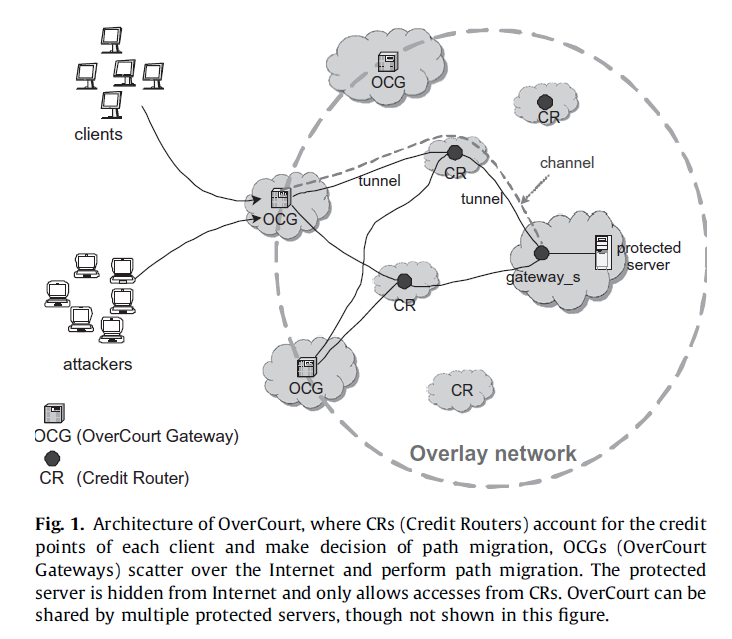 OCG
clients
CR
CR
channel
tunnel
tunnel
OCG
protected
server
gateway_s
CR
attackers
OCG
CR
OCG (OverCourt Gateway)
Overlay network
CR (Credit Router)
Fig. 1. Architecture of OverCourt, where CRs (Credit Routers) account for the credit
points of each client and make decision of path migration, OCGs (OverCourt
Gateways) scatter over the Internet and perform path migration. The protected
server is hidden from Internet and only allows accesses from CRs. OverCourt can be
shared by multiple protected servers, though not shown in this figure.